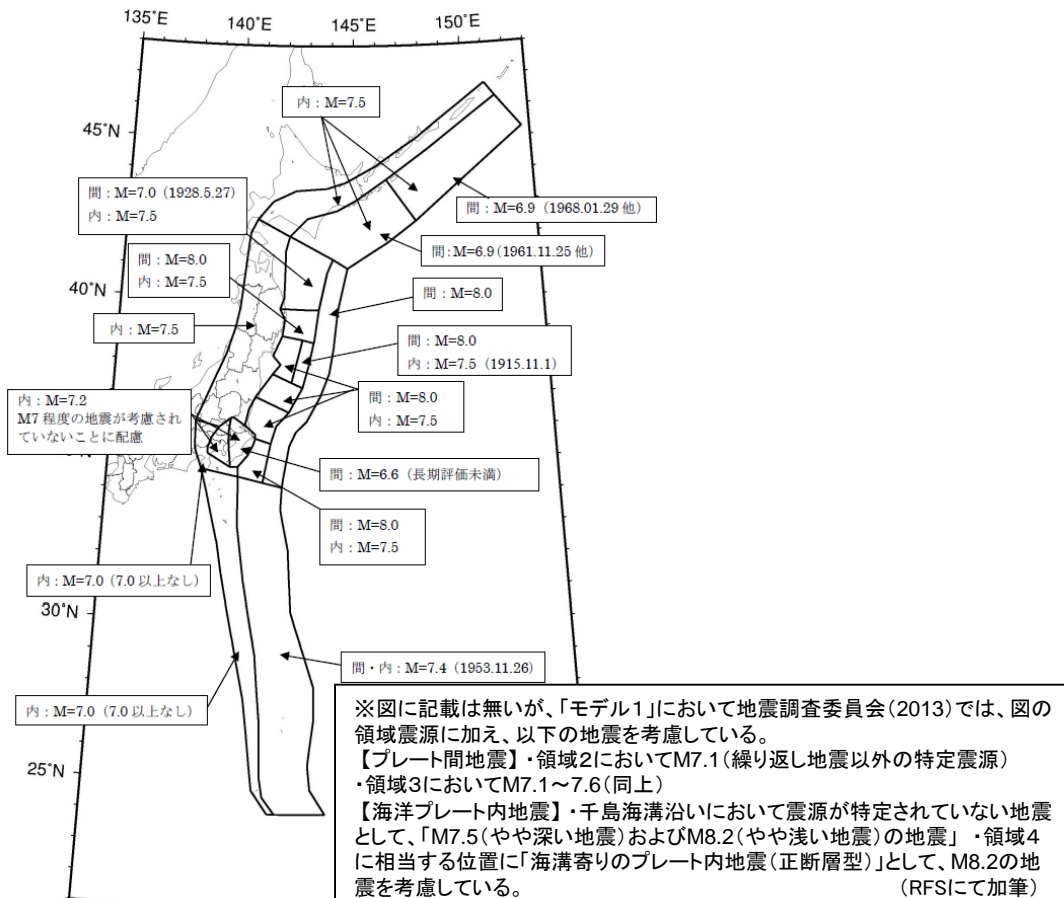 135°E
140°E
145°E
150°E
45°N
内：M=7.5
間：M=7.0 (1928.5.27)
内：M=7.5
間：M=6.9 (1968.01.29 他)
間：M=6.9 (1961.11.25 他)
間：M=8.0
内：M=7.5
40°N
間：M=8.0
内：M=7.5
間：M=8.0
内：M=7.5 (1915.11.1)
間：M=8.0
内：M=7.5
内：M=7.2
M7 程度の地震が考慮され
ていないことに配慮
間：M=6.6 (長期評価未満)
間：M=8.0
内：M=7.5
内：M=7.0 (7.0 以上なし)
30°N
間・内：M=7.4 (1953.11.26)
内：M=7.0 (7.0 以上なし)
25°N
※図に記載は無いが、「モデル１」において地震調査委員会(2013)では、図の
領域震源に加え、以下の地震を考慮している。
【プレート間地震】・領域２においてM7.1(繰り返し地震以外の特定震源)
・領域３においてM7.1～7.6(同上)
【海洋プレート内地震】・千島海溝沿いにおいて震源が特定されていない地震
として、「M7.5(やや深い地震)およびM8.2(やや浅い地震)の地震」 ・領域４
に相当する位置に「海溝寄りのプレート内地震(正断層型)」として、M8.2の地
震を考慮している。 (RFSにて加筆)